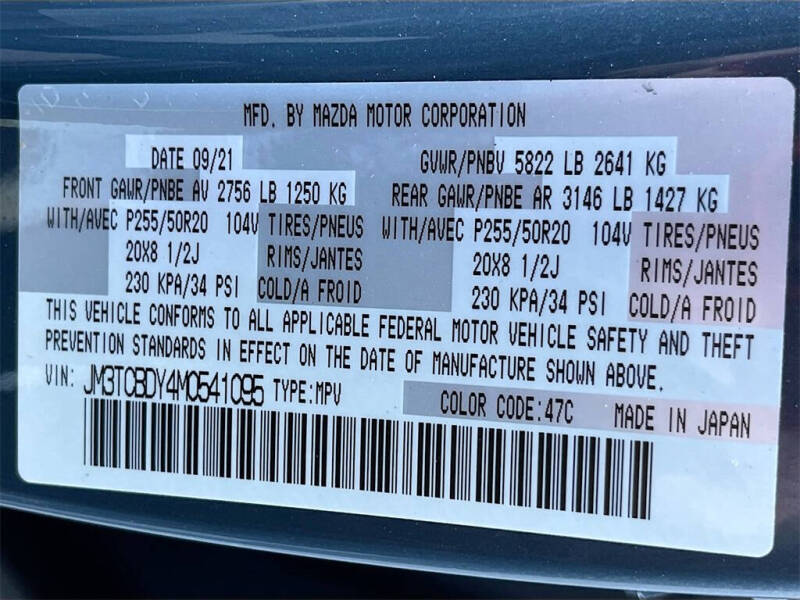 MFD. BY MAZDA MOTOR CORPORATION
DATE 09/21 GVWR/PNBV 5822 LB 2641 KG
FRONT GAWR/PNBE AV 2756 LB 1250 KG REAR GAWR/PNBE AR 3146 LB 1427 KG
WITH/AVEC P255/50R20 104V TIRES/PNEUS WITH/AVEC P255/50R20 104V TIRES/PNEUS
20X8 1/2J RIMS/JANTES 20X8 1/2J RIMS/JANTES
230 KPA/34 PSI COLD/A FROID 230 KPA/34 PSI COLD/A FROID
THIS VEHICLE CONFORMS TO ALL APPLICABLE FEDERAL MOTOR VEHICLE SAFETY AND THEFT
PREVENTION STANDARDS IN EFFECT ON THE DATE OF MANUFACTURE SHOWN ABOVE.
VIN: JM3TCBDY4M0541095 TYPE:MPV COLOR CODE:47C MADE IN JAPAN